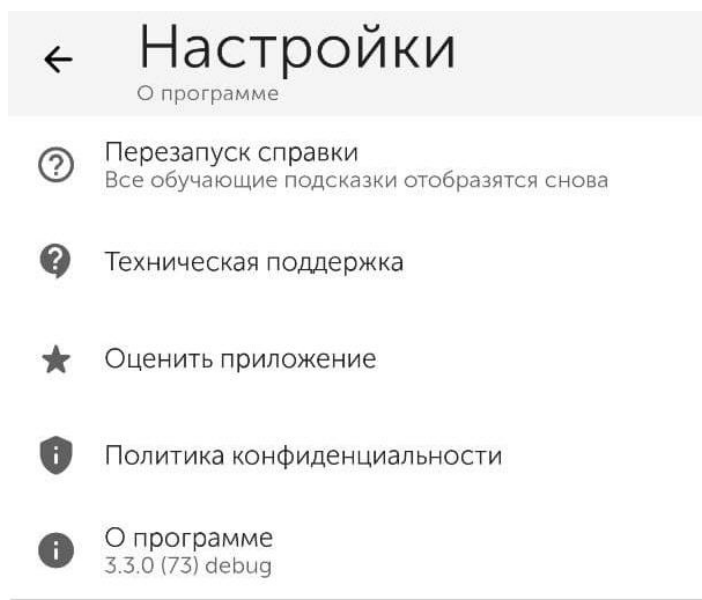 Настройки
О программе
Перезапуск справки
Все обучающие подсказки отобразятся снова
Техническая поддержка
Оценить приложение
Политика конфиденциальности
О программе
3.3.0 (73) debug